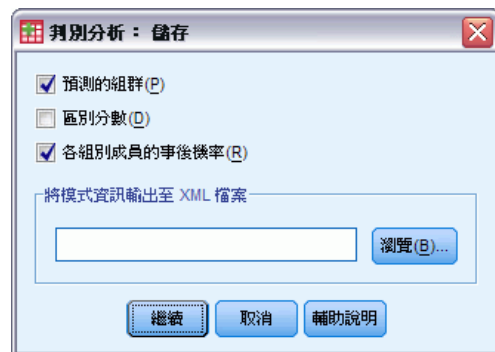 判別分析： 儲存
預測的組群(P)
區別分數(D)
各組別成員的事後機率(R)
將模式資訊輸出至 XML 檔案
瀏覽(B)...
繼續 取消 輔助說明